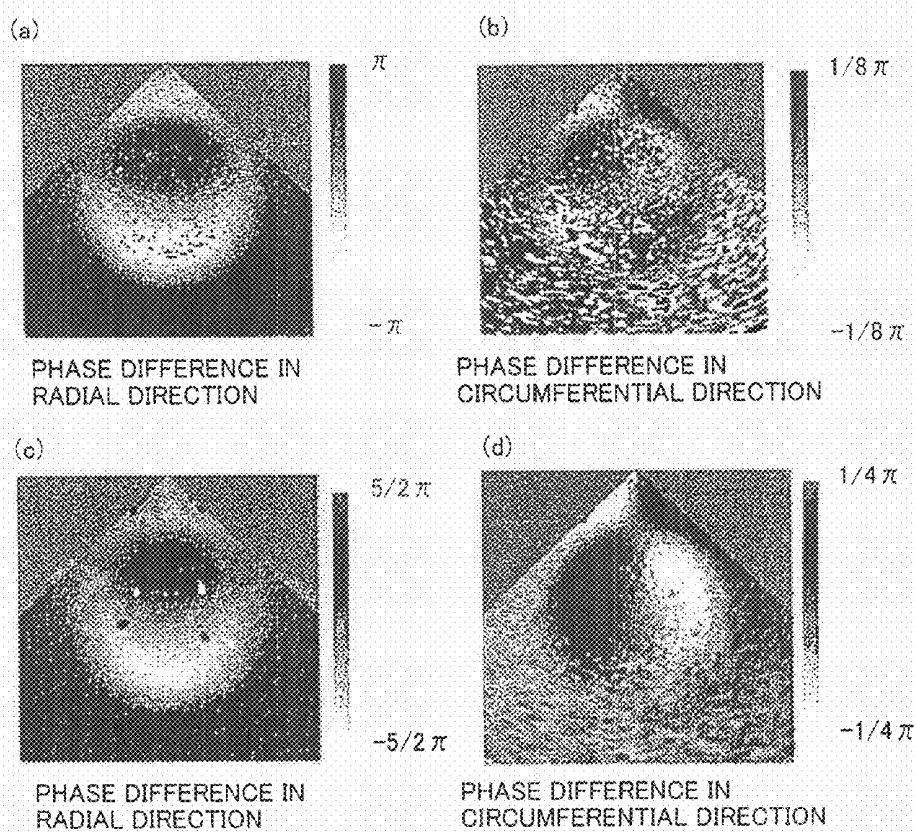 (a)
π
−π
PHASE DIFFERENCE IN
RADIAL DIRECTION
(b)
1/8 π
−1/8 π
PHASE DIFFERENCE IN
CIRCUMFERENTIAL DIRECTION
(c)
5/2 π
−5/2 π
PHASE DIFFERENCE IN
RADIAL DIRECTION
(d)
1/4 π
−1/4 π
PHASE DIFFERENCE IN
CIRCUMFERENTIAL DIRECTION